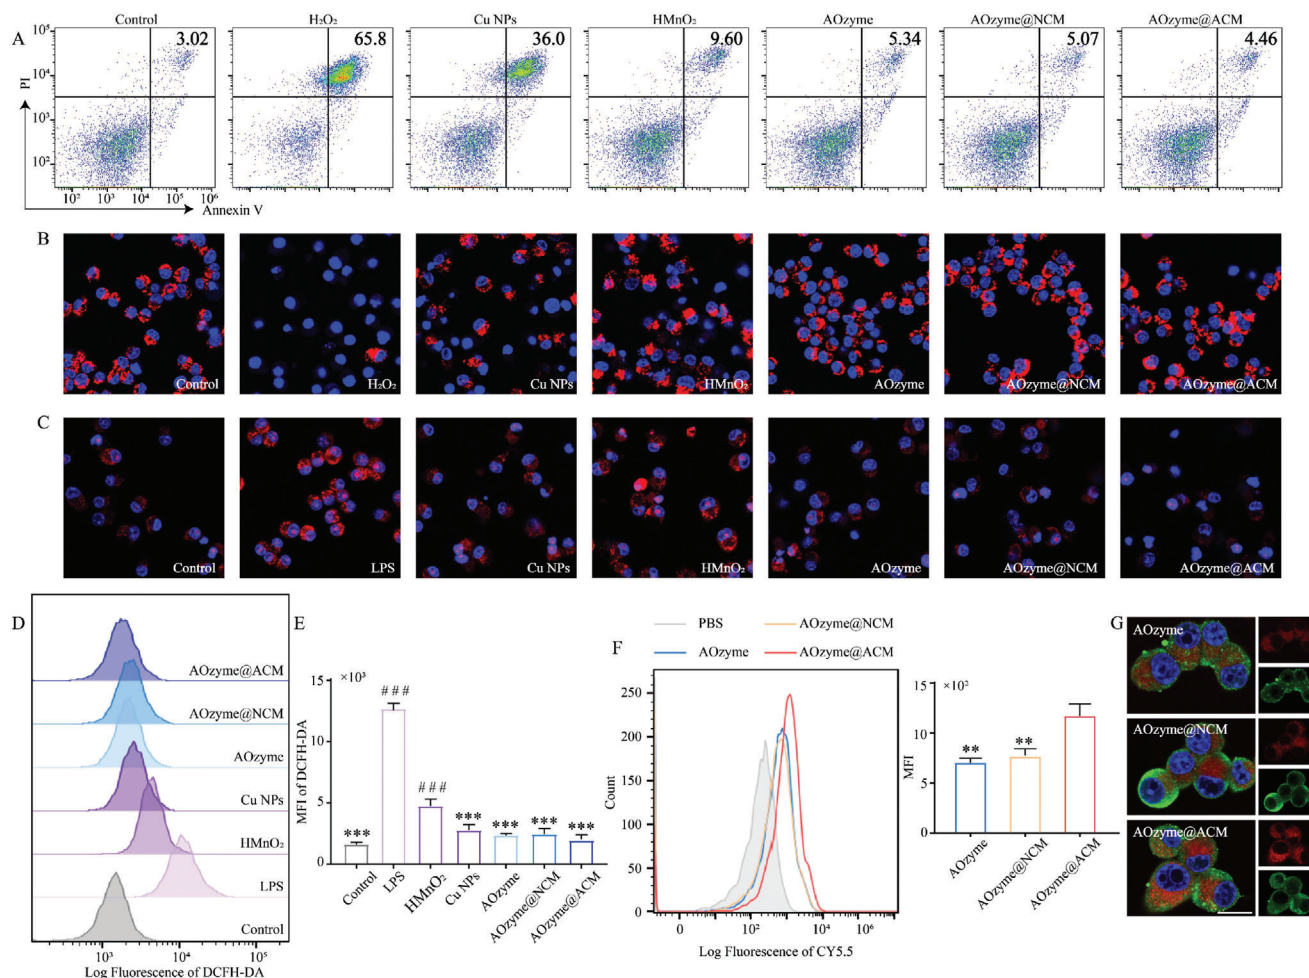 Control H₂O₂ Cu NPs HMnO₂ AOzyme AOzyme@NCM AOzyme@ACM
A
3.02 65.8 36.0 9.60 5.34 5.07 4.46
10⁵
10⁴
10³
10²
PI
10² 10³ 10⁴ 10⁵ 10⁶
Annexin V
B
Control H₂O₂ Cu NPs HMnO₂ AOzyme AOzyme@NCM AOzyme@ACM
C
Control LPS Cu NPs HMnO₂ AOzyme AOzyme@NCM AOzyme@ACM
D
AOzyme@ACM
AOzyme@NCM
AOzyme
Cu NPs
HMnO₂
LPS
Control
10² 10³ 10⁴ 10⁵
Log Fluorescence of DCFH-DA
E
×10³
15
10
5
0
MFI of DCFH-DA
*** ### ### *** *** *** ***
Control LPS HMnO₂ Cu NPs AOzyme AOzyme@NCM AOzyme@ACM
F
PBS AOzyme@NCM
AOzyme AOzyme@ACM
250
200
150
100
50
0
Count
0 10² 10³ 10⁴ 10⁵ 10⁶
Log Fluorescence of CY5.5
×10²
15
10
5
0
MFI
** **
AOzyme AOzyme@NCM AOzyme@ACM
G
AOzyme
AOzyme@NCM
AOzyme@ACM